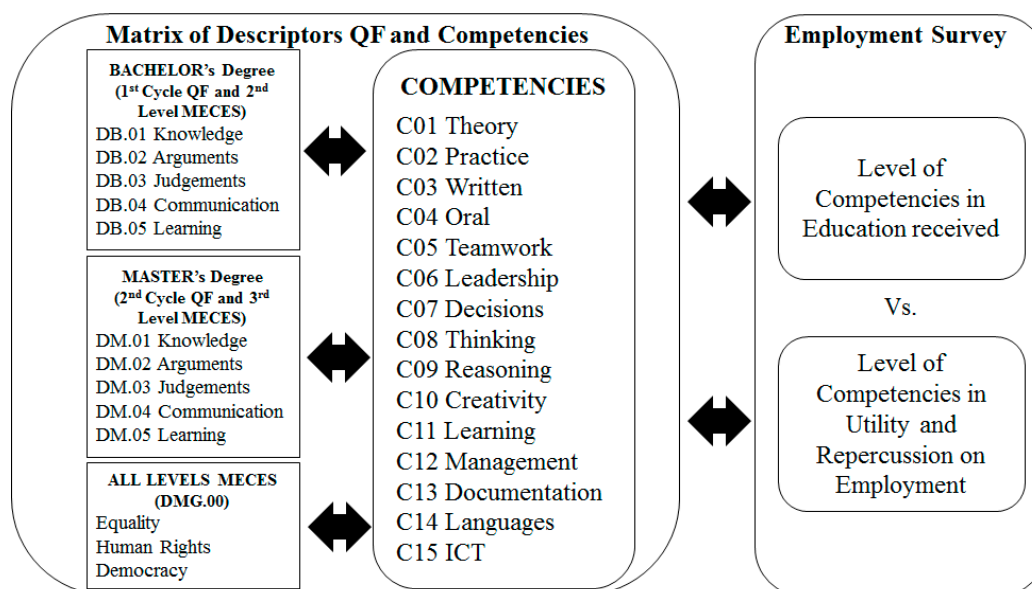 Matrix of Descriptors QF and Competencies
BACHELOR's Degree
(1st Cycle QF and 2nd
Level MECES)
DB.01 Knowledge
DB.02 Arguments
DB.03 Judgements
DB.04 Communication
DB.05 Learning
MASTER's Degree
(2nd Cycle QF and 3rd
Level MECES)
DM.01 Knowledge
DM.02 Arguments
DM.03 Judgements
DM.04 Communication
DM.05 Learning
ALL LEVELS MECES
(DMG.00)
Equality
Human Rights
Democracy
COMPETENCIES
C01 Theory
C02 Practice
C03 Written
C04 Oral
C05 Teamwork
C06 Leadership
C07 Decisions
C08 Thinking
C09 Reasoning
C10 Creativity
C11 Learning
C12 Management
C13 Documentation
C14 Languages
C15 ICT
Employment Survey
Level of
Competencies in
Education received
Vs.
Level of
Competencies in
Utility and
Repercussion on
Employment